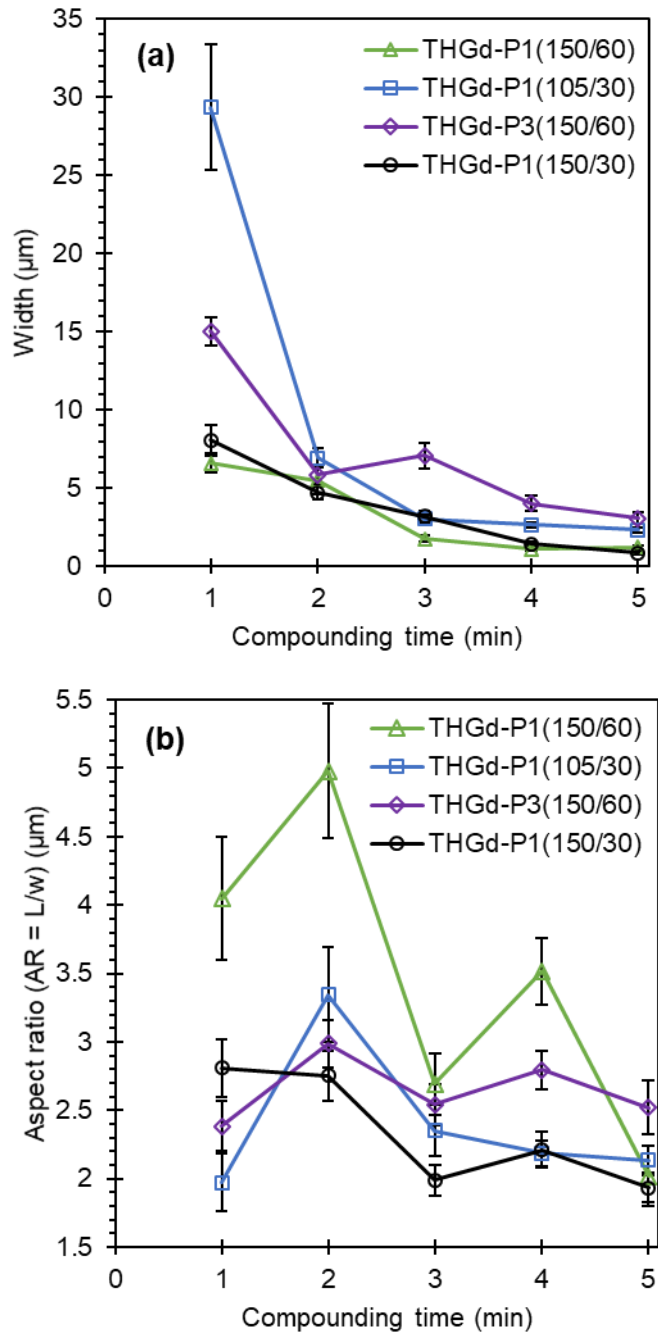 (a)
THGd-P1(150/60)
THGd-P1(105/30)
THGd-P3(150/60)
THGd-P1(150/30)
Width (µm)
35
30
25
20
15
10
5
0
0 1 2 3 4 5
Compounding time (min)
(b)
THGd-P1(150/60)
THGd-P1(105/30)
THGd-P3(150/60)
THGd-P1(150/30)
Aspect ratio (AR = L/w) (µm)
5.5
5
4.5
4
3.5
3
2.5
2
1.5
0 1 2 3 4 5
Compounding time (min)